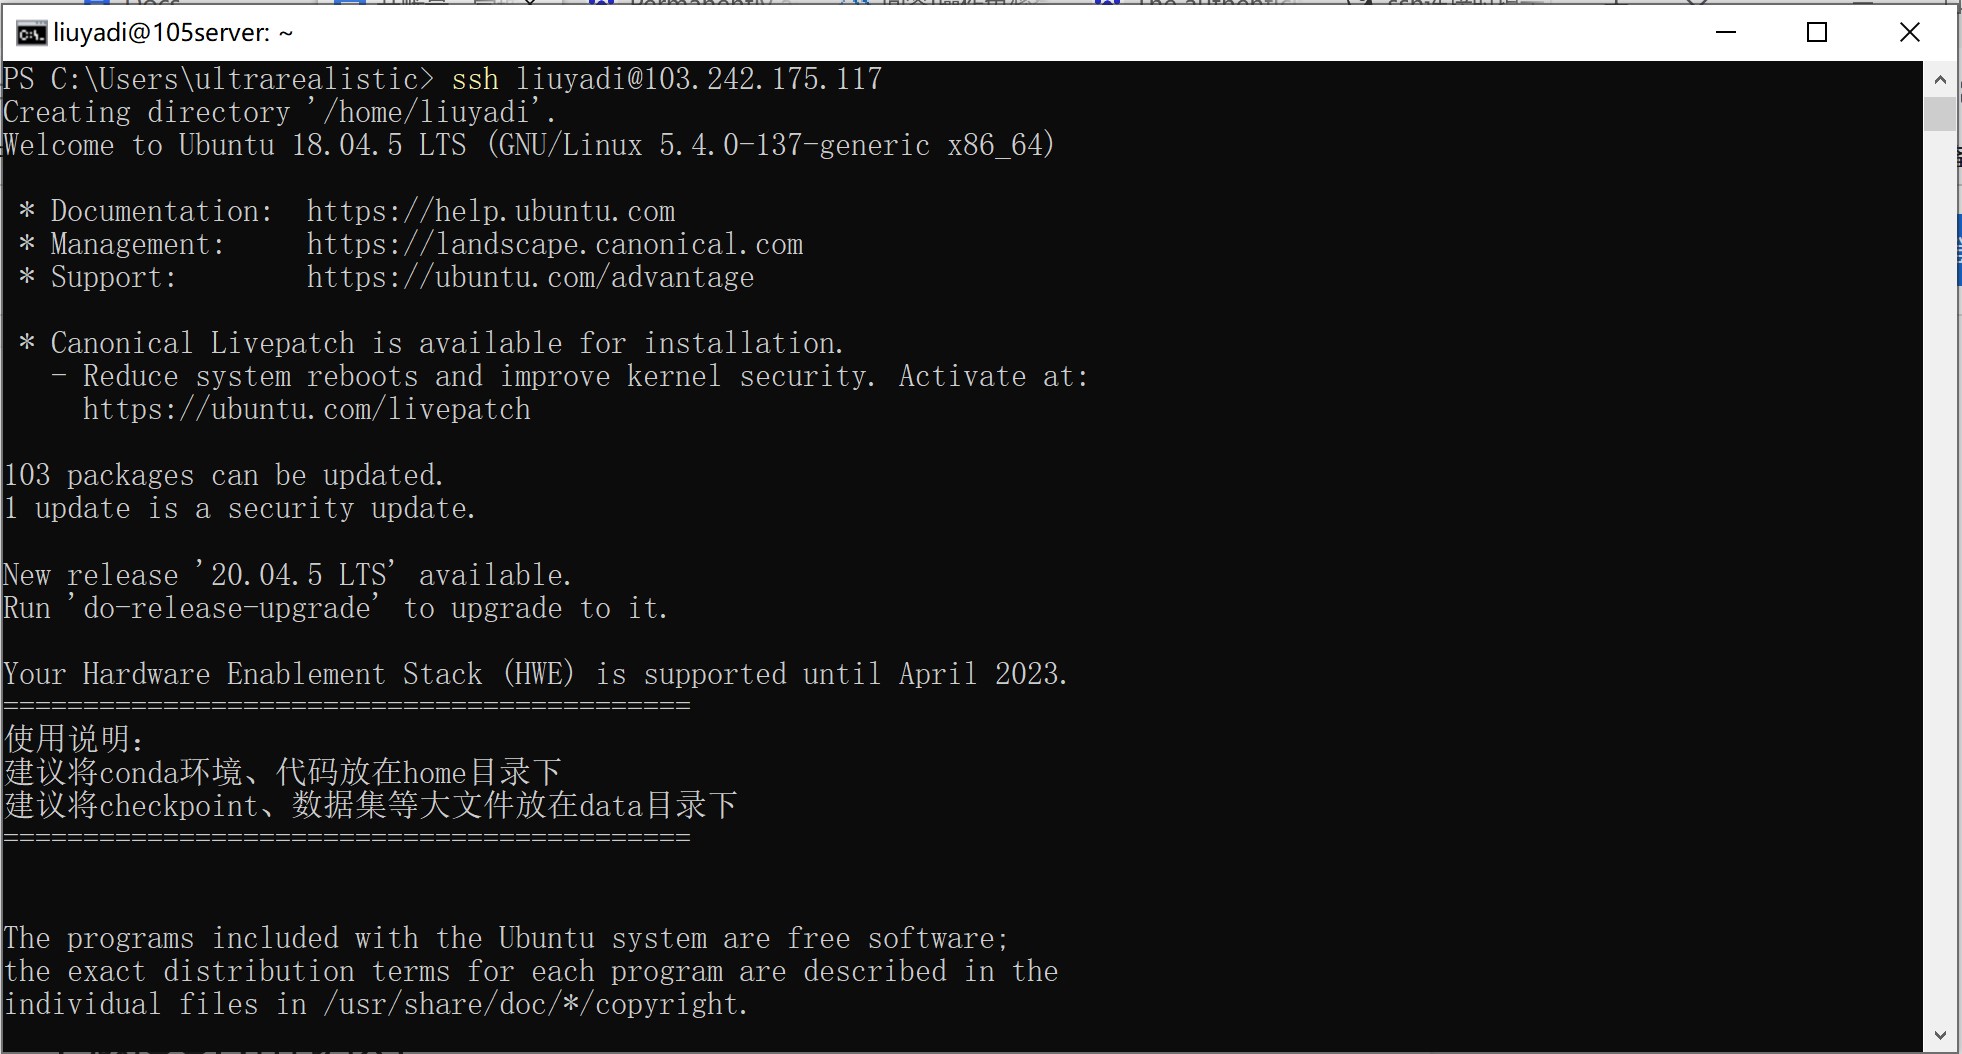 liuyadi@105server: ~
PS C:\Users\ultrarealistic> ssh liuyadi@103.242.175.117
Creating directory '/home/liuyadi'.
Welcome to Ubuntu 18.04.5 LTS (GNU/Linux 5.4.0-137-generic x86_64)
* Documentation:  https://help.ubuntu.com
* Management:     https://landscape.canonical.com
* Support:        https://ubuntu.com/advantage
* Canonical Livepatch is available for installation.
- Reduce system reboots and improve kernel security. Activate at:
https://ubuntu.com/livepatch
103 packages can be updated.
1 update is a security update.
New release '20.04.5 LTS' available.
Run 'do-release-upgrade' to upgrade to it.
Your Hardware Enablement Stack (HWE) is supported until April 2023.
===========================================
使用说明：
建议将conda环境、代码放在home目录下
建议将checkpoint、数据集等大文件放在data目录下
===========================================
The programs included with the Ubuntu system are free software;
the exact distribution terms for each program are described in the
individual files in /usr/share/doc/*/copyright.